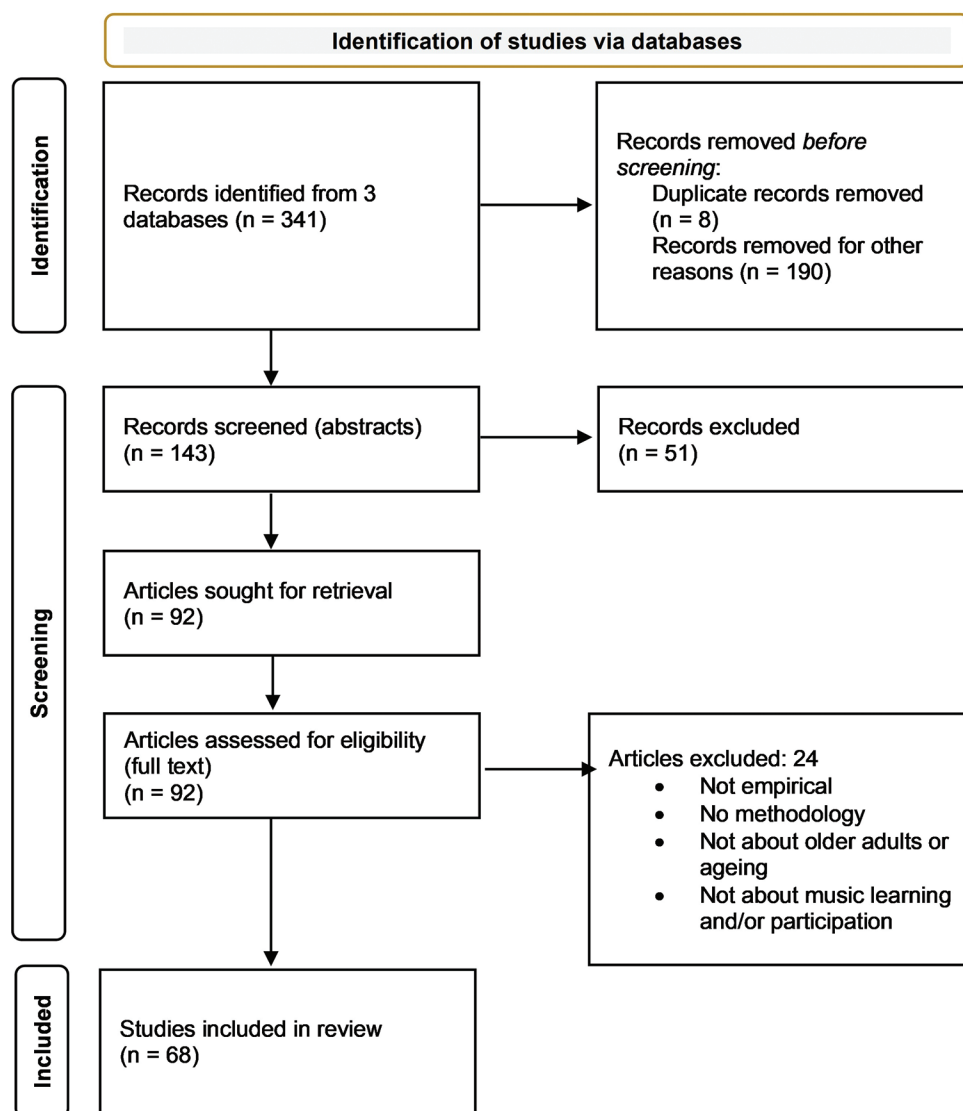 Identification of studies via databases
Identification
Records identified from 3
databases (n = 341)
Records removed before
screening:
Duplicate records removed
(n = 8)
Records removed for other
reasons (n = 190)
Screening
Records screened (abstracts)
(n = 143)
Records excluded
(n = 51)
Articles sought for retrieval
(n = 92)
Articles assessed for eligibility
(full text)
(n = 92)
Articles excluded: 24
• Not empirical
• No methodology
• Not about older adults or
ageing
• Not about music learning
and/or participation
Included
Studies included in review
(n = 68)